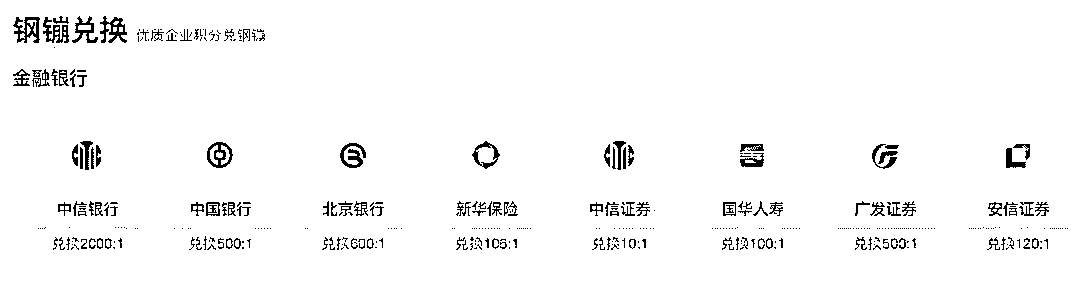 钢镚兑换 优质企业积分兑钢镚
金融银行
中信银行 中国银行 北京银行 新华保险 中信证券 国华人寿 广发证券 安信证券
兑换2000:1 兑换500:1 兑换600:1 兑换105:1 兑换10:1 兑换100:1 兑换500:1 兑换120:1